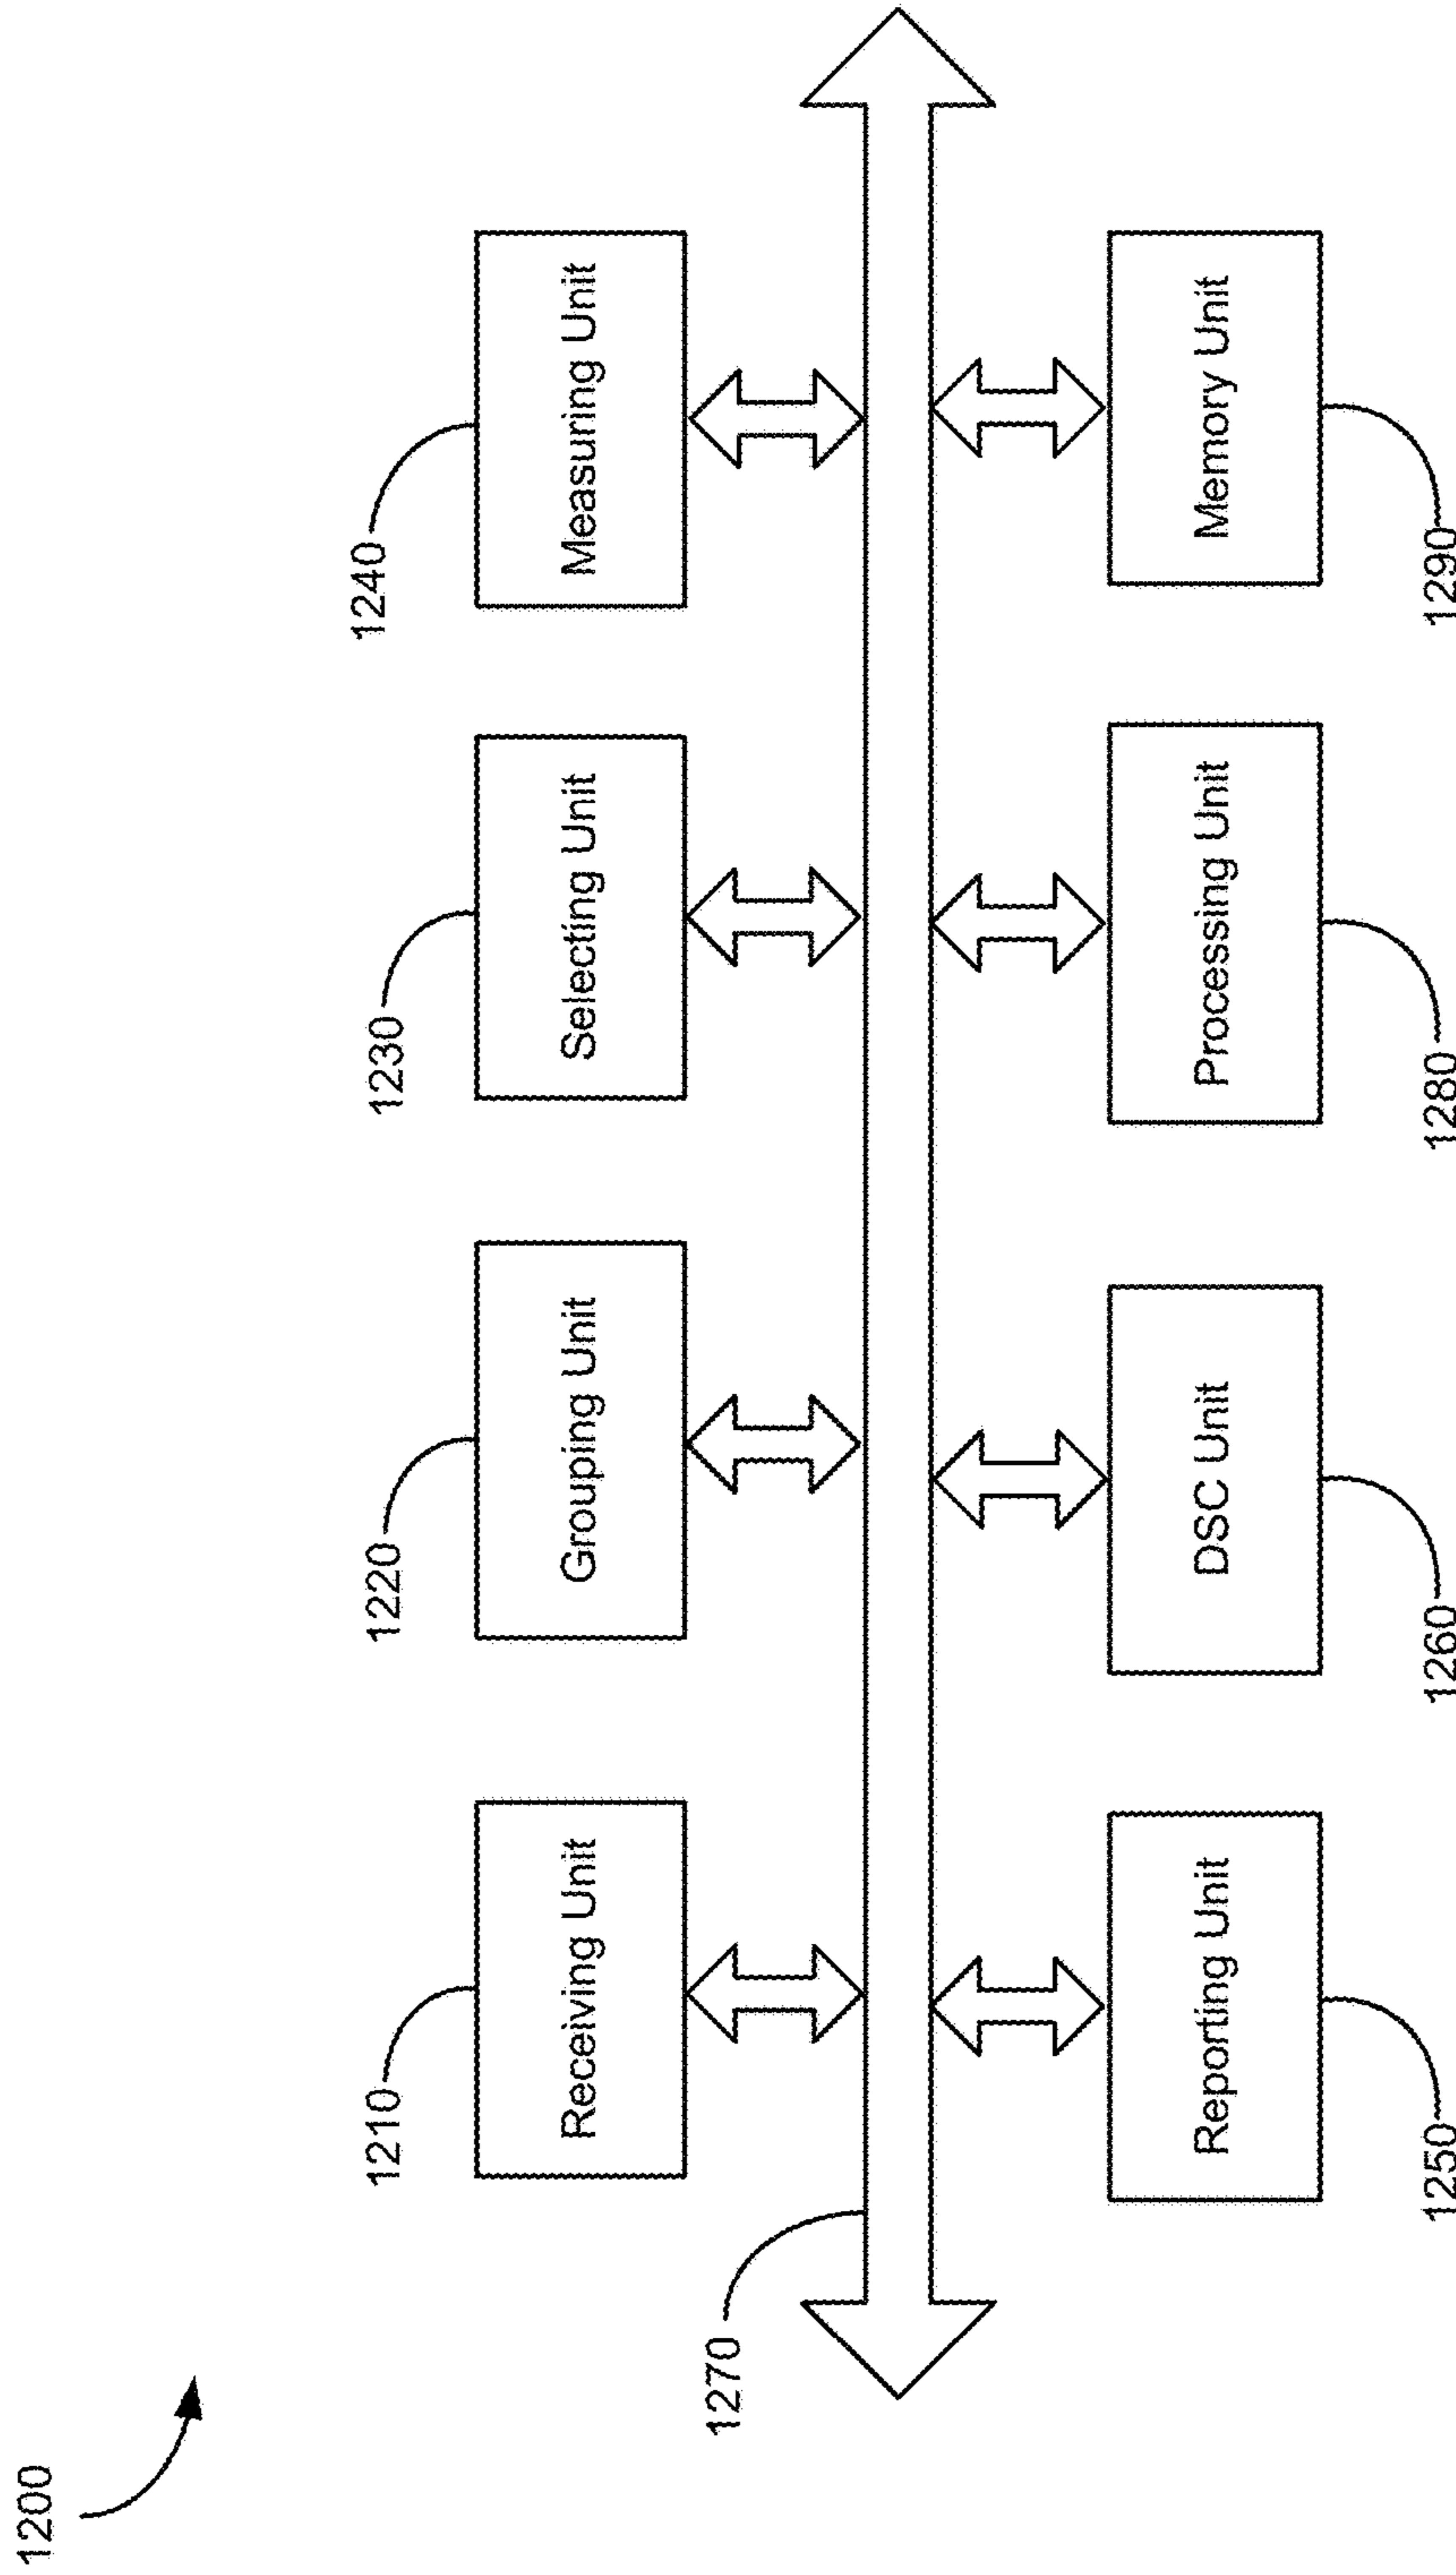 1200
1210
1220
1230
1240
Receiving Unit
Grouping Unit
Selecting Unit
Measuring Unit
1270
Reporting Unit
DSC Unit
Processing Unit
Memory Unit
1250
1260
1280
1290